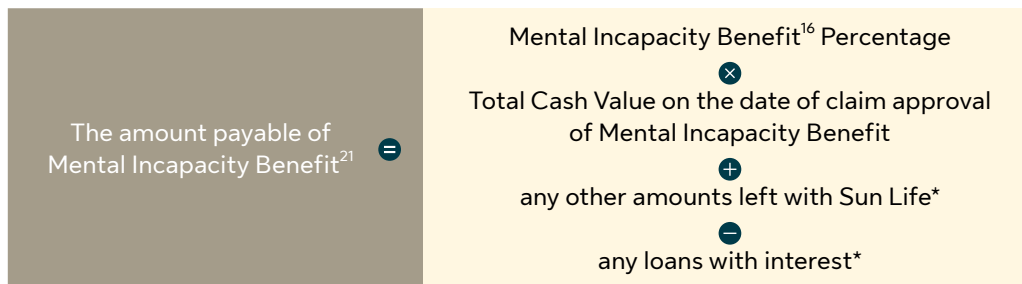 The amount payable of
Mental Incapacity Benefit21
=
Mental Incapacity Benefit16 Percentage
×
Total Cash Value on the date of claim approval
of Mental Incapacity Benefit
+
any other amounts left with Sun Life*
−
any loans with interest*